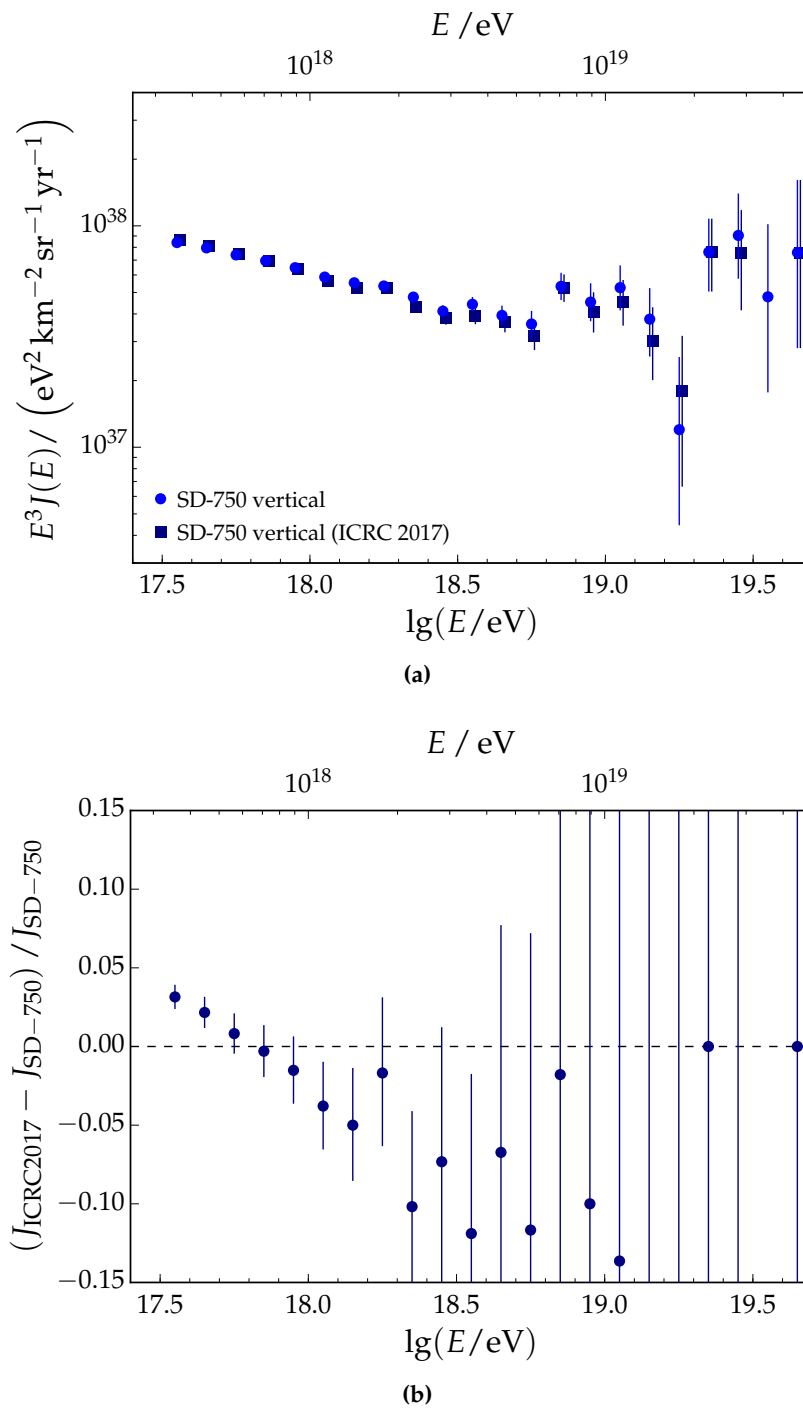 E /eV
10^18 10^19
E^3 J(E) / (eV^2 km^−2 sr^−1 yr^−1)
10^38
10^37
SD-750 vertical
SD-750 vertical (ICRC 2017)
17.5 18.0 18.5 19.0 19.5
lg(E/eV)
(a)
E / eV
10^18 10^19
(J_ICRC2017 − J_SD−750) / J_SD−750
0.15
0.10
0.05
0.00
−0.05
−0.10
−0.15
17.5 18.0 18.5 19.0 19.5
lg(E/eV)
(b)